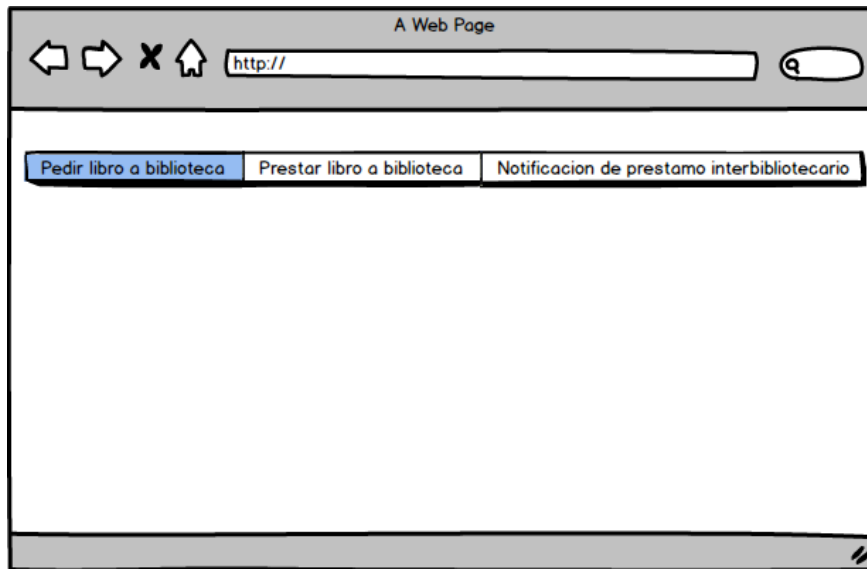 A Web Page
http://
Pedir libro a biblioteca Prestar libro a biblioteca Notificacion de prestamo interbibliotecario